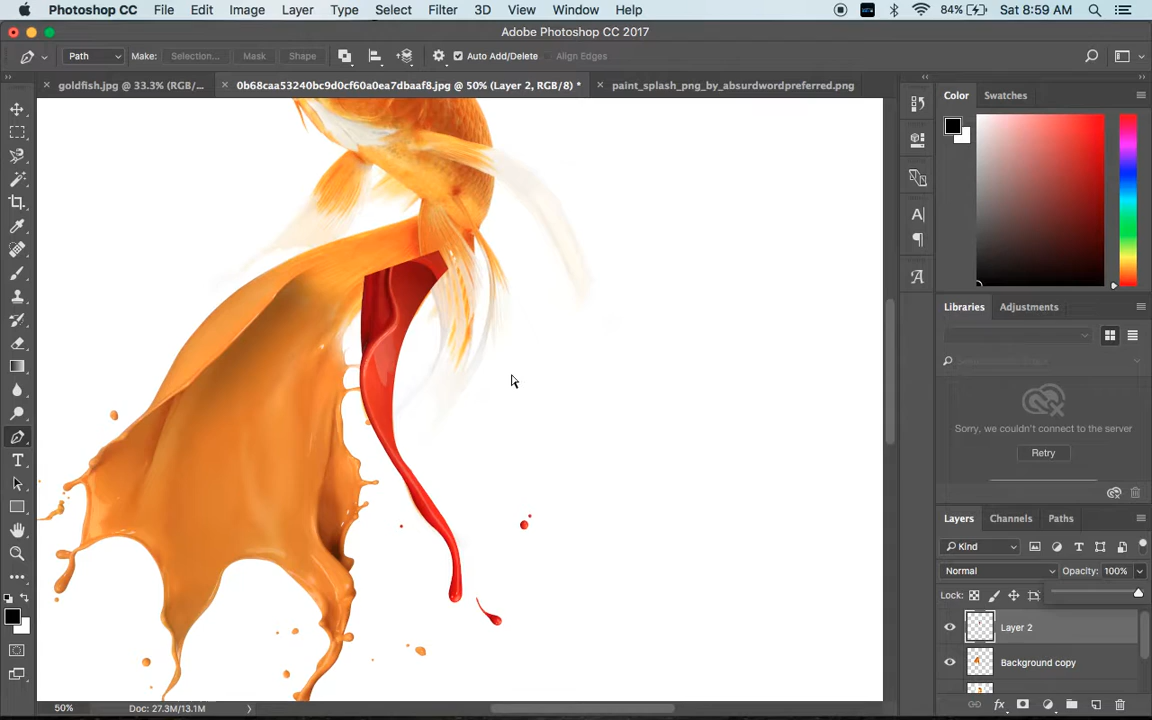 Photoshop CC File Edit Image Layer Type Select Filter 3D View Window Help 84% Sat 8:59 AM
Adobe Photoshop CC 2017
Path Make: Selection... Mask Shape Auto Add/Delete Align Edges
goldfish.jpg @ 33.3% (RGB/... 0b68caa53240bc9d0cf60a0ea7dbaaf8.jpg @ 50% (Layer 2, RGB/8) * paint_splash_png_by_absurdwordpreferred.png
Color Swatches
Libraries Adjustments
Sorry, we couldn't connect to the server
Retry
Layers Channels Paths
Kind
Normal Opacity: 100%
Lock:
Layer 2
Background copy
50% Doc: 27.3M/13.1M